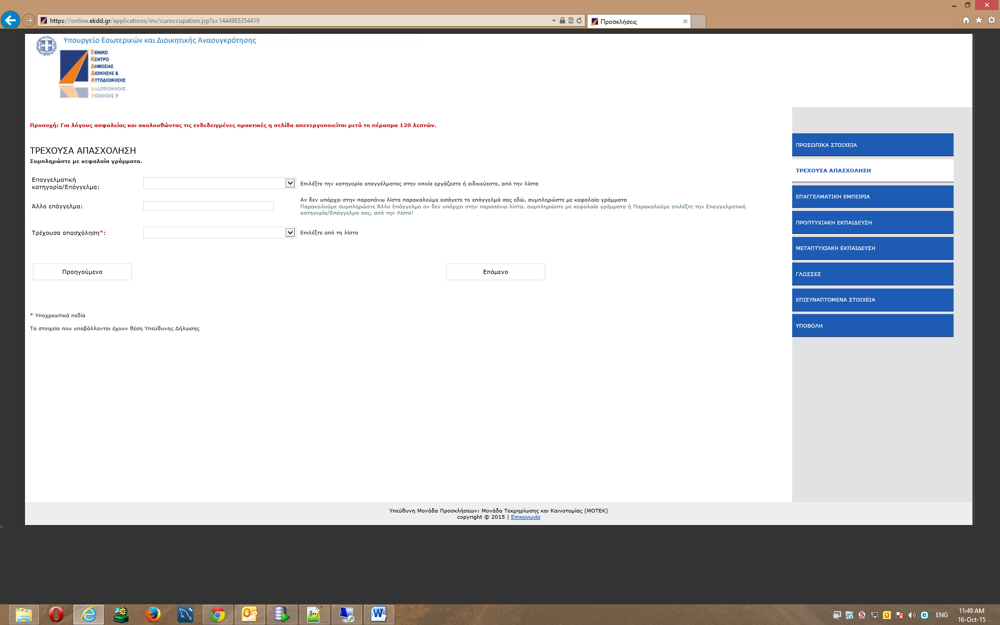 https://online.ekdd.gr/applications/inv/curoccupation.jsp?s=1444985354419
Προσκλήσεις
Υπουργείο Εσωτερικών και Διοικητικής Ανασυγκρότησης
ΕΘΝΙΚΟ
ΚΕΝΤΡΟ
ΔΗΜΟΣΙΑΣ
ΔΙΟΙΚΗΣΗΣ &
ΑΥΤΟΔΙΟΙΚΗΣΗΣ
Προσοχή: Για λόγους ασφαλείας και ακολουθώντας τις ενδεδειγμένες πρακτικές η σελίδα απενεργοποιείται μετά το πέρασμα 120 λεπτών.
ΤΡΕΧΟΥΣΑ ΑΠΑΣΧΟΛΗΣΗ
Συμπληρώστε με κεφαλαία γράμματα.
Επαγγελματική
κατηγορία/Επάγγελμα:
Επιλέξτε την κατηγορία επαγγέλματος στην οποία εργάζεστε ή ειδικεύεστε, από την λίστα
Άλλο επάγγελμα:
Αν δεν υπάρχει στην παραπάνω λίστα παρακαλούμε εισάγετε το επάγγελμά σας εδώ, συμπληρώστε με κεφαλαία γράμματα
Παρακαλούμε συμπληρώστε Άλλο Επάγγελμα αν δεν υπάρχει στην παραπάνω λίστα, συμπληρώστε με κεφαλαία γράμματα ή Παρακαλούμε επιλέξτε την Επαγγελματική
κατηγορία/Επάγγελμα σας, από την Λίστα!
Τρέχουσα απασχόληση*:
Επιλέξτε από τη λίστα
Προηγούμενο
Επόμενο
* Υποχρεωτικά πεδία
Τα στοιχεία που υποβάλλονται έχουν θέση Υπεύθυνης Δήλωσης
ΠΡΟΣΩΠΙΚΑ ΣΤΟΙΧΕΙΑ
ΤΡΕΧΟΥΣΑ ΑΠΑΣΧΟΛΗΣΗ
ΕΠΑΓΓΕΛΜΑΤΙΚΗ ΕΜΠΕΙΡΙΑ
ΠΡΟΠΤΥΧΙΑΚΗ ΕΚΠΑΙΔΕΥΣΗ
ΜΕΤΑΠΤΥΧΙΑΚΗ ΕΚΠΑΙΔΕΥΣΗ
ΓΛΩΣΣΕΣ
ΕΠΙΣΥΝΑΠΤΟΜΕΝΑ ΣΤΟΙΧΕΙΑ
ΥΠΟΒΟΛΗ
Υπεύθυνη Μονάδα Προσκλήσεων: Μονάδα Τεκμηρίωσης και Καινοτομίας (ΜΟΤΕΚ)
copyright © 2015 | Επικοινωνία
ENG
11:49 AM
16-Oct-15